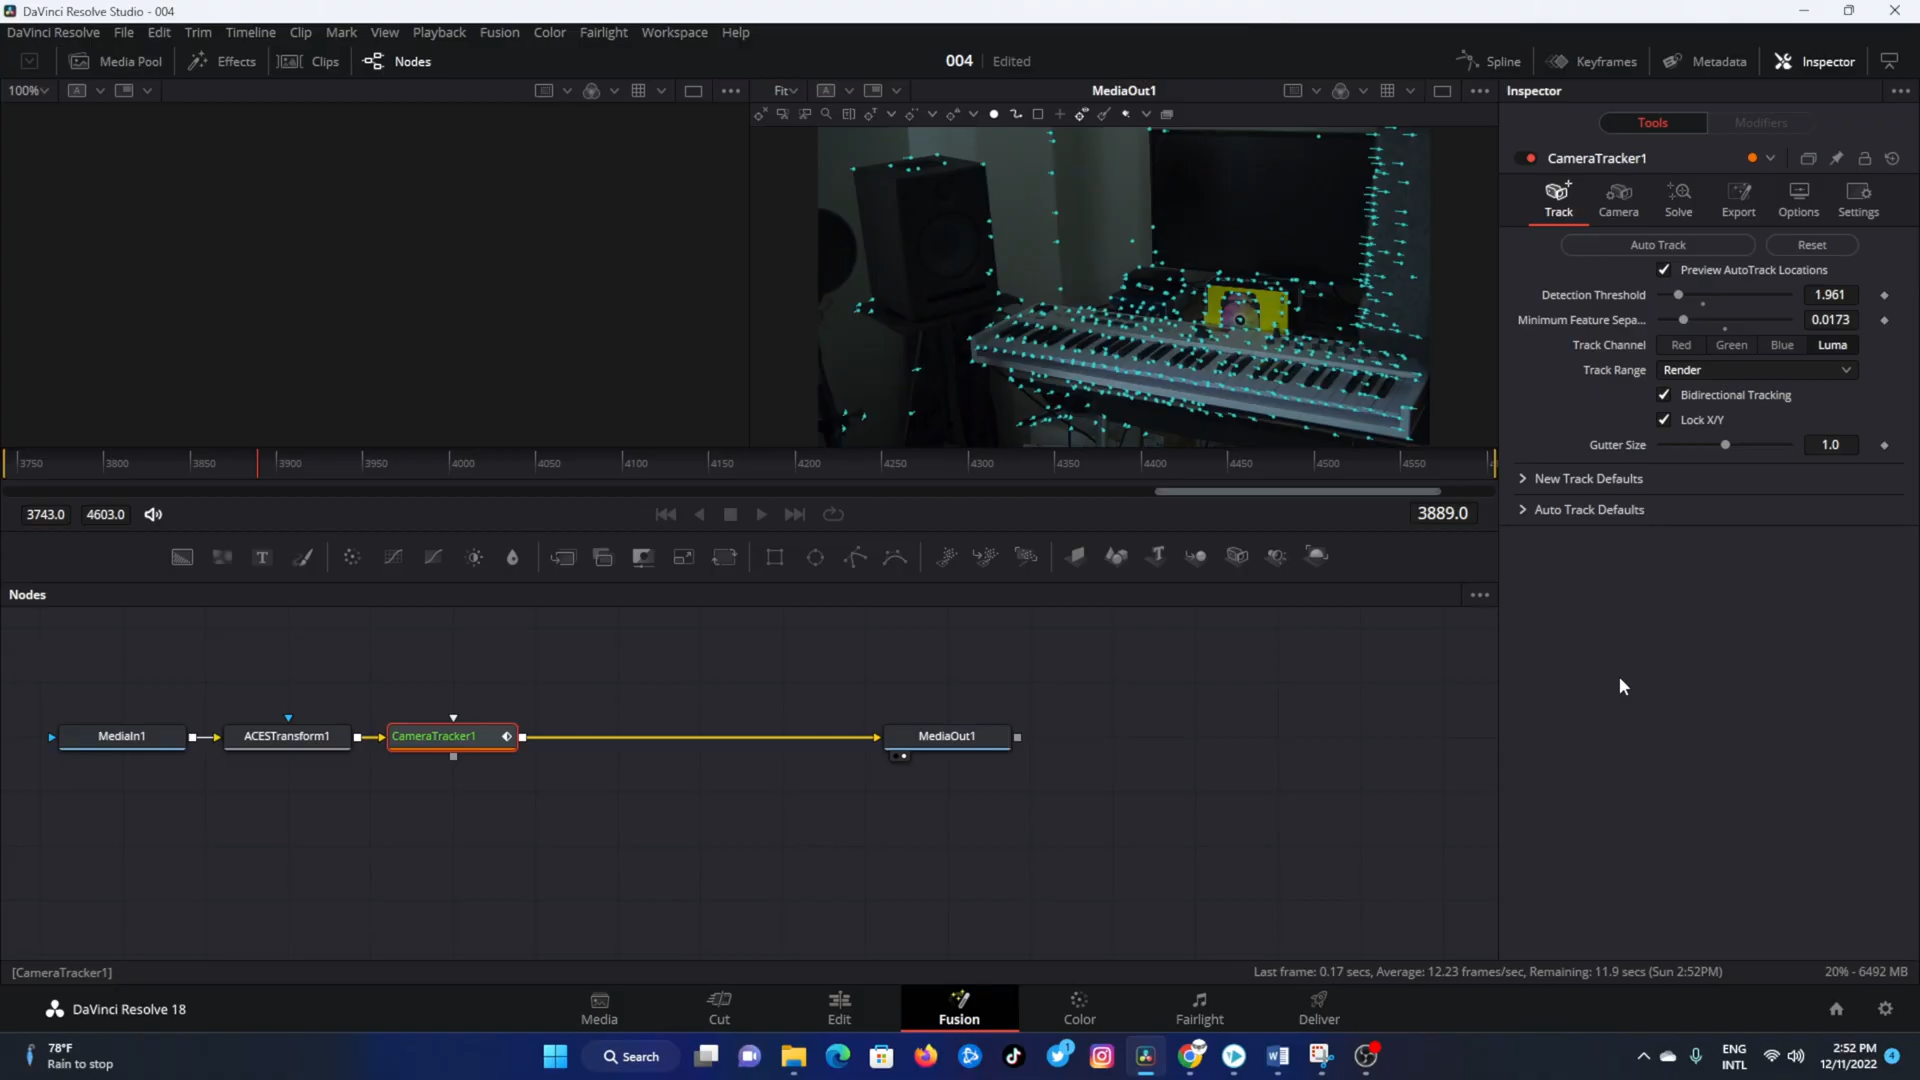 DaVinci Resolve Studio - 004
DaVinci Resolve File Edit Trim Timeline Clip Mark View Playback Fusion Color Fairlight Workspace Help
Media Pool Effects Clips Nodes 004 Edited Spline Keyframes Metadata Inspector
100% A Fit A MediaOut1 Inspector
Tools Modifiers
CameraTracker1
Track Camera Solve Export Options Settings
Auto Track Reset
Preview AutoTrack Locations
Detection Threshold 1.961
Minimum Feature Sepa... 0.0173
Track Channel Red Green Blue Luma
Track Range Render
Bidirectional Tracking
Lock X/Y
Gutter Size 1.0
New Track Defaults
Auto Track Defaults
3750 3800 3850 3900 3950 4000 4050 4100 4150 4200 4250 4300 4350 4400 4450 4500 4550
3743.0 4603.0 3889.0
Nodes
MediaIn1 ACESTransform1 CameraTracker1 MediaOut1
[CameraTracker1] Last frame: 0.17 secs, Average: 12.23 frames/sec, Remaining: 11.9 secs (Sun 2:52PM) 20% - 6492 MB
DaVinci Resolve 18 Media Cut Edit Fusion Color Fairlight Deliver
78°F
Rain to stop
Search
1
ENG
INTL
2:52 PM
12/11/2022
4